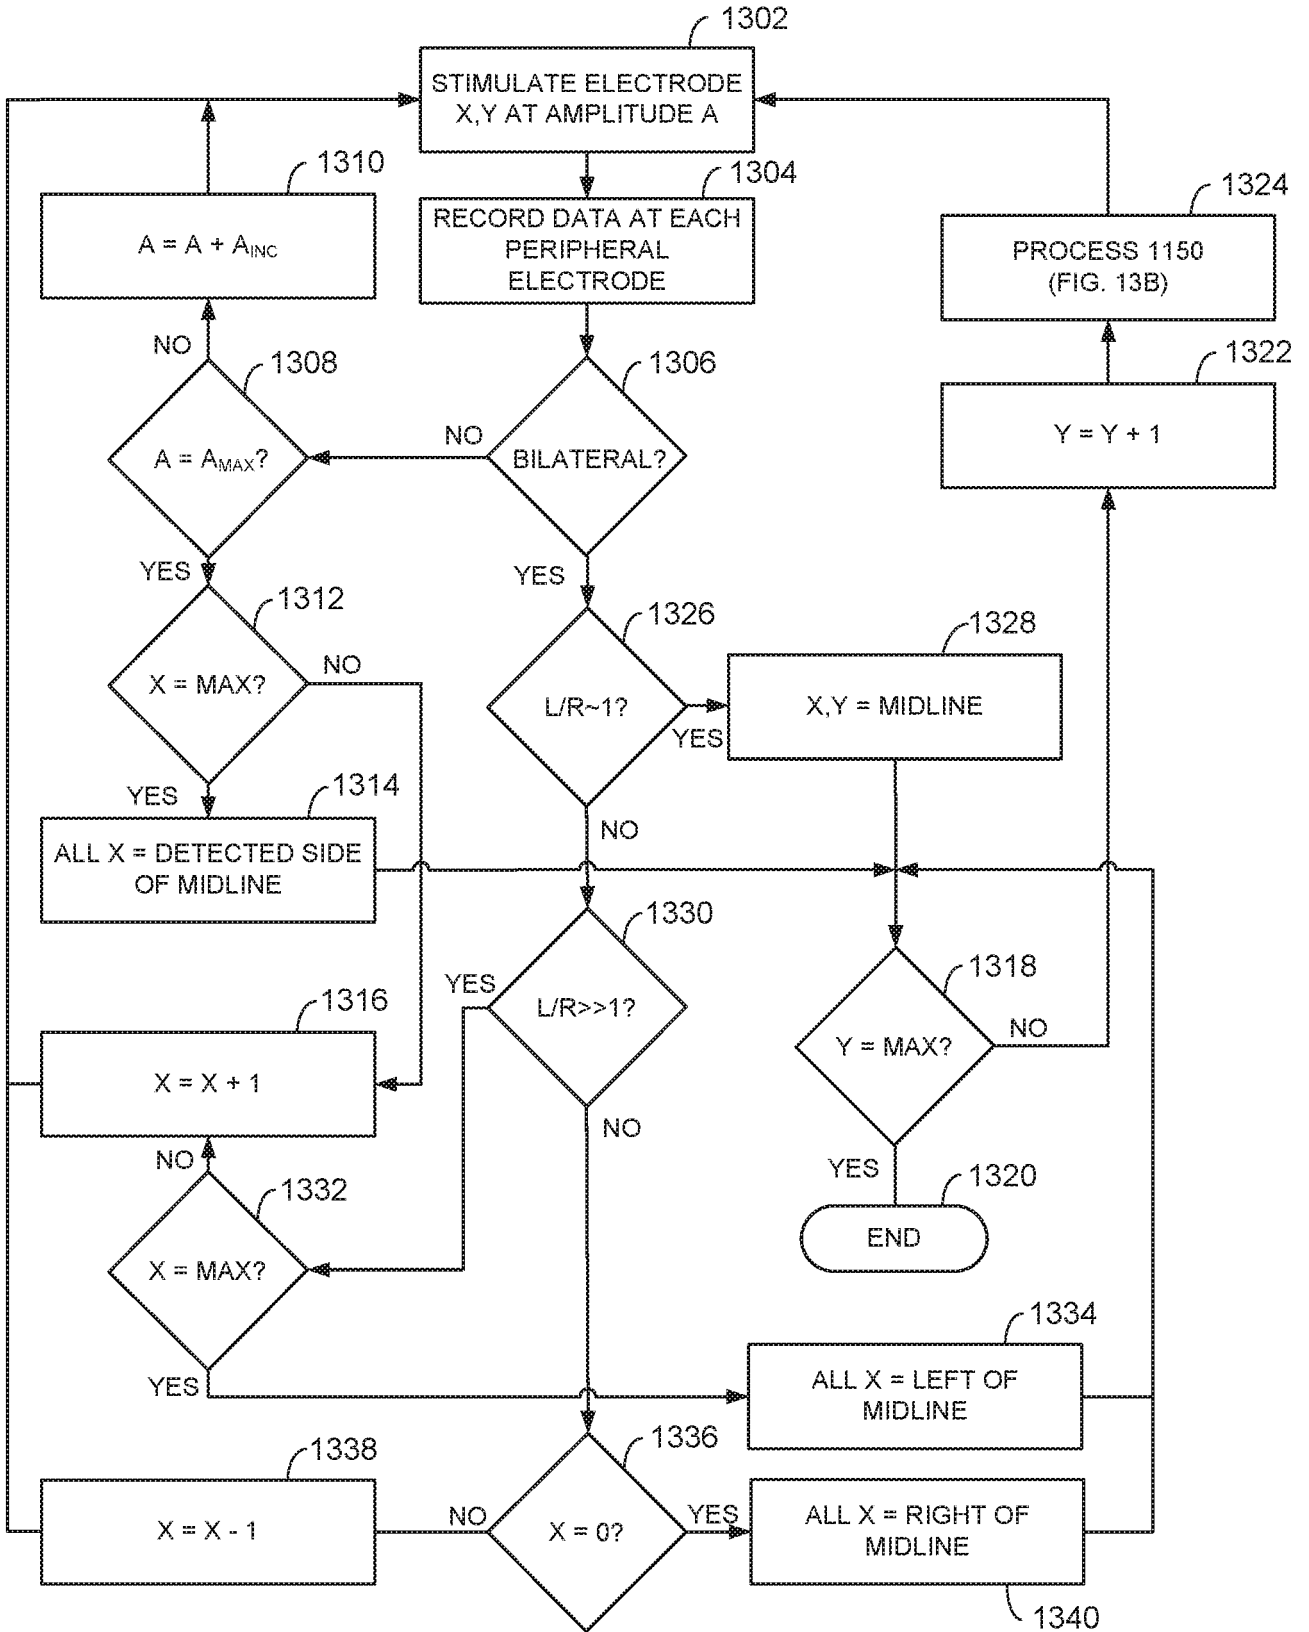 1302
STIMULATE ELECTRODE
X,Y AT AMPLITUDE A
1304
RECORD DATA AT EACH
PERIPHERAL
ELECTRODE
1310
A = A + AINC
1324
PROCESS 1150
(FIG. 13B)
1322
Y = Y + 1
NO
1308
A = AMAX?
NO
1306
BILATERAL?
YES
YES
1312
X = MAX?
NO
1326
L/R~1?
YES
1328
X,Y = MIDLINE
YES
1314
ALL X = DETECTED SIDE
OF MIDLINE
NO
1330
L/R>>1?
YES
NO
1318
Y = MAX?
NO
YES
1320
END
1316
X = X + 1
NO
1332
X = MAX?
YES
1334
ALL X = LEFT OF
MIDLINE
1338
X = X - 1
NO
1336
X = 0?
YES
ALL X = RIGHT OF
MIDLINE
1340